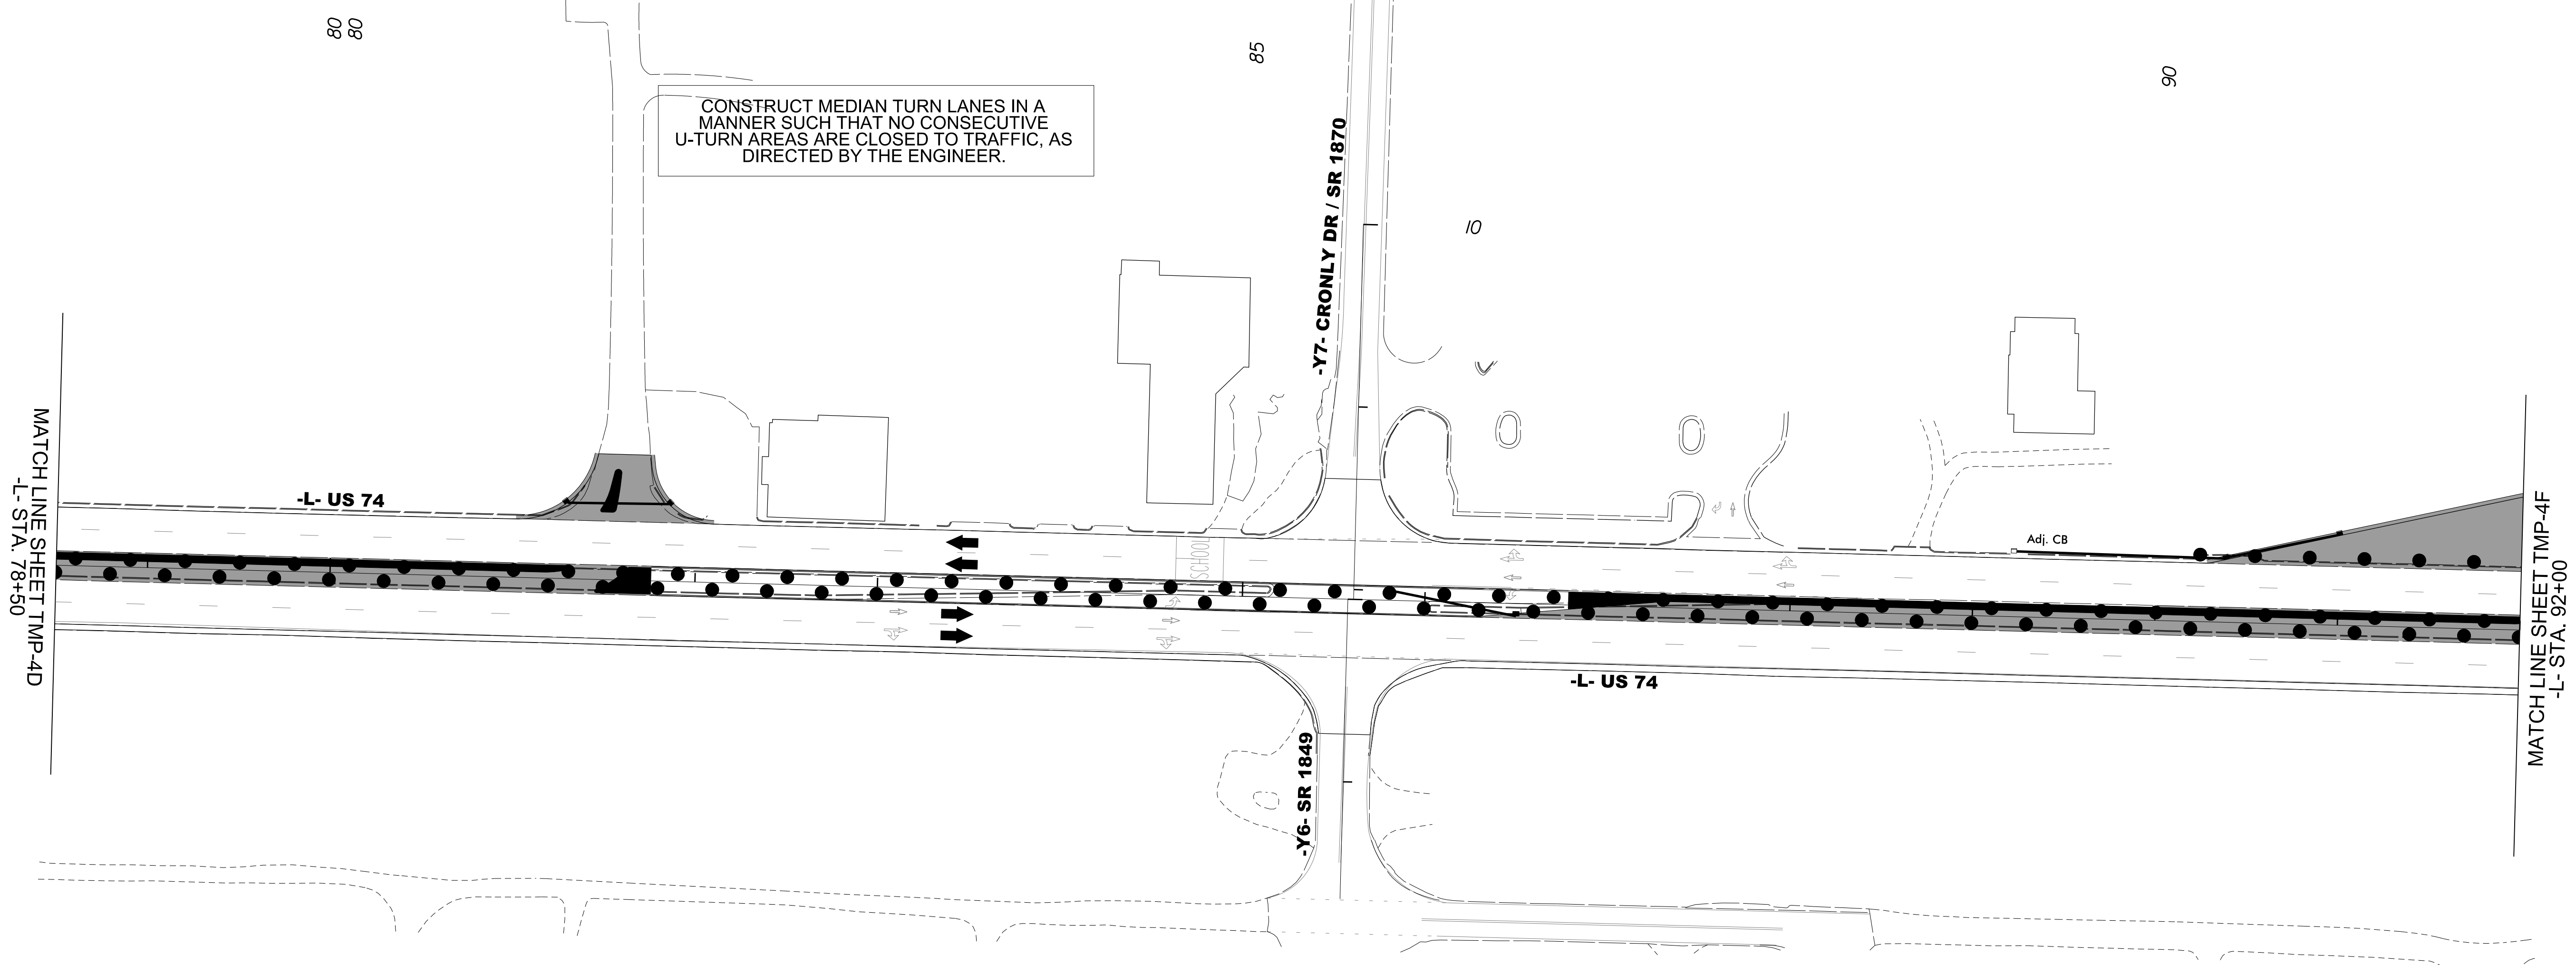 80
80
85
90
CONSTRUCT MEDIAN TURN LANES IN A
MANNER SUCH THAT NO CONSECUTIVE
U-TURN AREAS ARE CLOSED TO TRAFFIC, AS
DIRECTED BY THE ENGINEER.
-Y7- CRONLY DR / SR 1870
10
MATCH LINE SHEET TMP-4D
-L- STA. 78+50
-L- US 74
SCHOOL
Adj. CB
MATCH LINE SHEET TMP-4F
-L- STA. 92+00
-L- US 74
-Y6- SR 1849